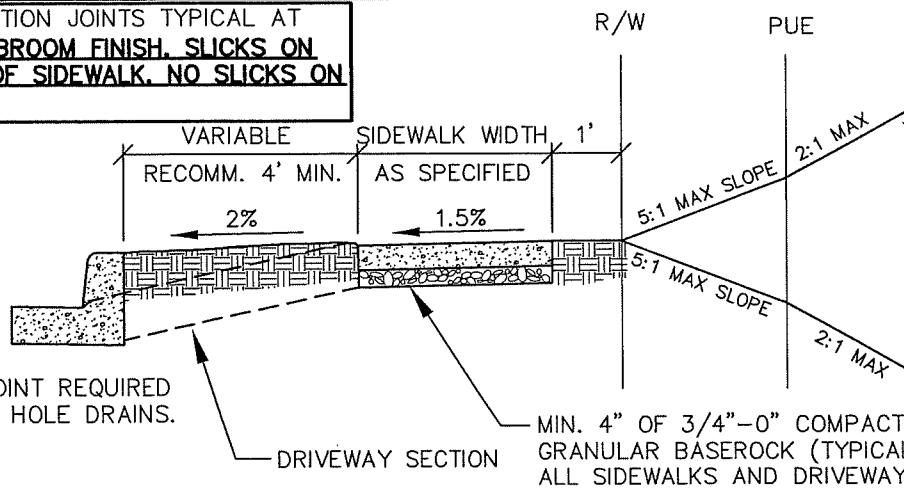 TION JOINTS TYPICAL AT
BROOM FINISH. SLICKS ON
OF SIDEWALK. NO SLICKS ON
R/W
PUE
VARIABLE
SIDEWALK WIDTH
1'
RECOMM. 4' MIN.
AS SPECIFIED
2%
1.5%
5:1 MAX SLOPE
2:1 MAX
5:1 MAX SLOPE
2:1 MAX
OINT REQUIRED
HOLE DRAINS.
DRIVEWAY SECTION
MIN. 4" OF 3/4"-0" COMPACT
GRANULAR BASEROCK (TYPICAL
ALL SIDEWALKS AND DRIVEWAY